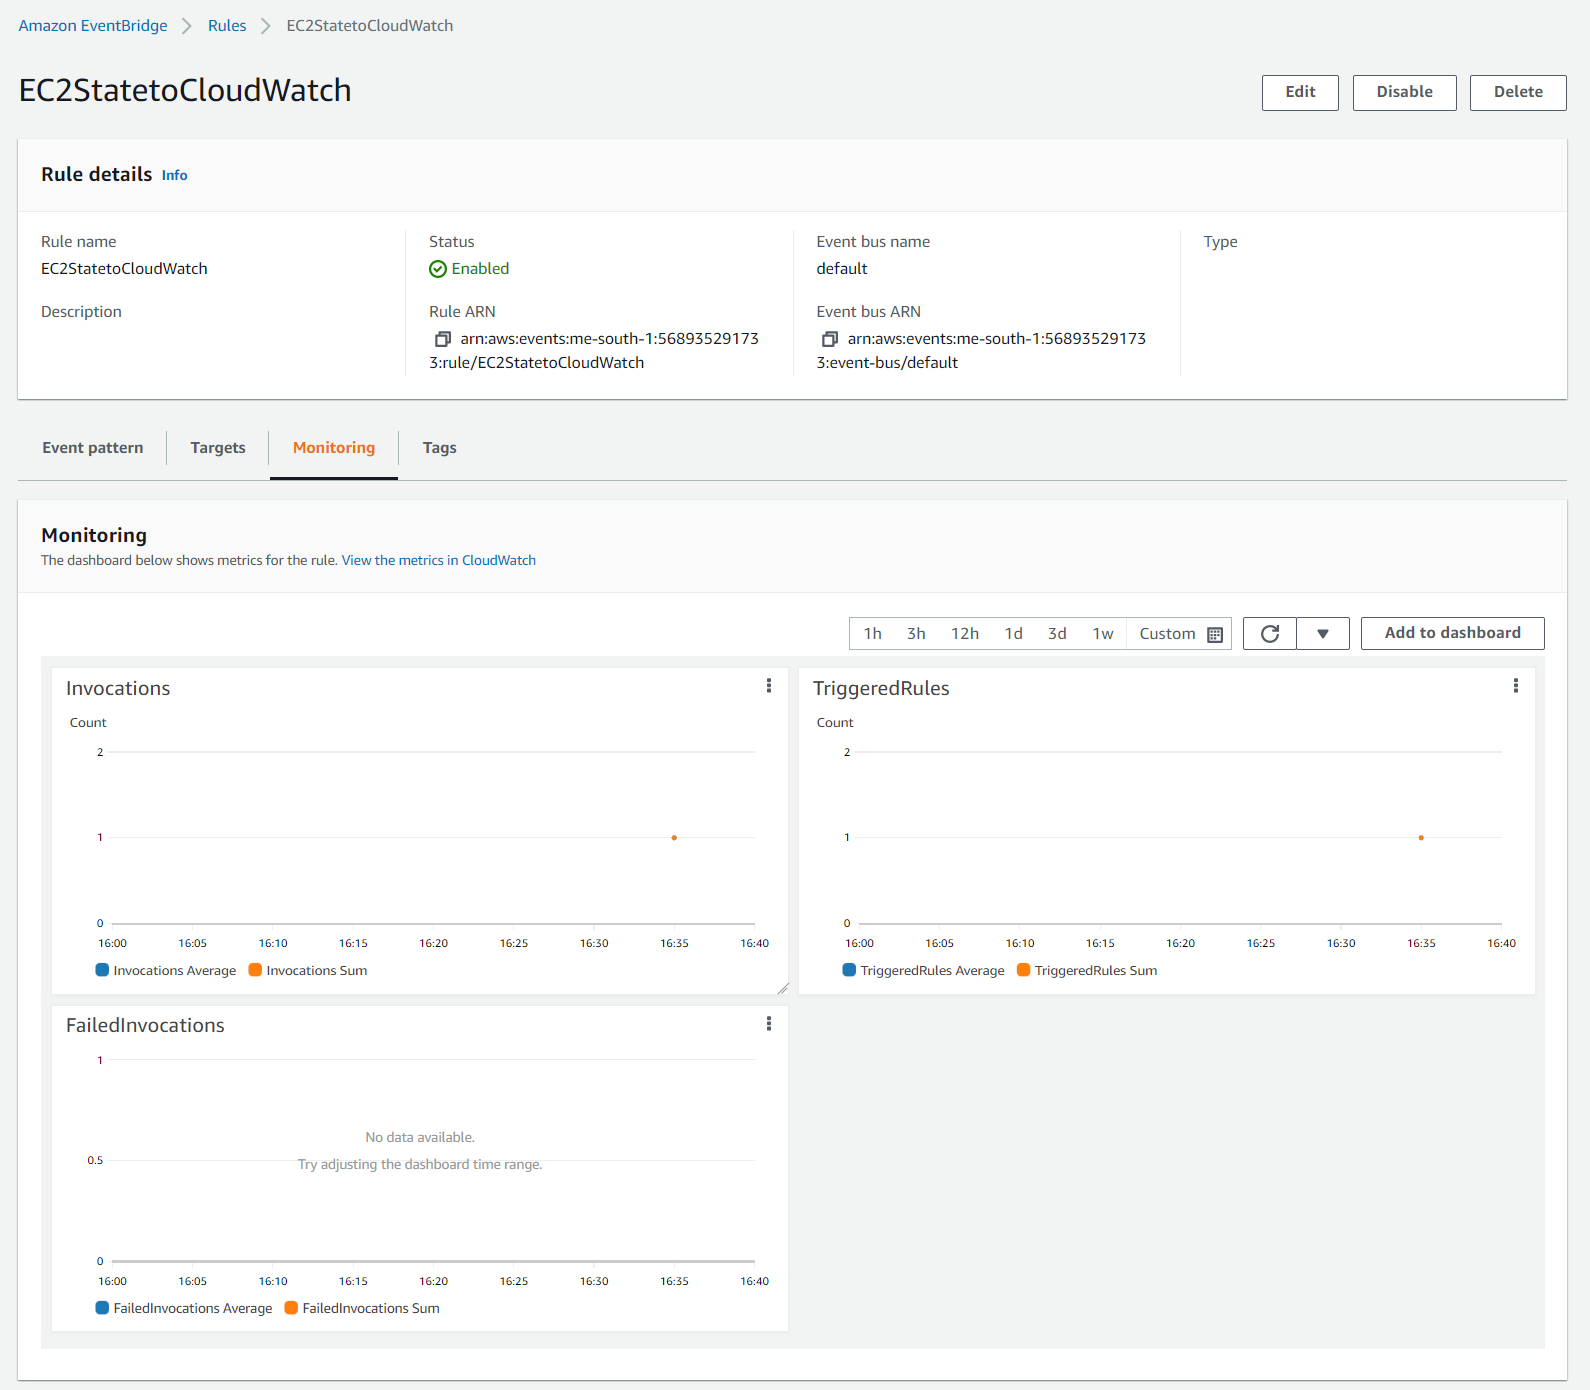 Amazon EventBridge > Rules > EC2StatetoCloudWatch
EC2StatetoCloudWatch
Edit Disable Delete
Rule details Info
Rule name Status Event bus name Type
EC2StatetoCloudWatch Enabled default
Description Rule ARN Event bus ARN
arn:aws:events:me-south-1:56893529173 arn:aws:events:me-south-1:56893529173
3:rule/EC2StatetoCloudWatch 3:event-bus/default
Event pattern Targets Monitoring Tags
Monitoring
The dashboard below shows metrics for the rule. View the metrics in CloudWatch
1h 3h 12h 1d 3d 1w Custom Add to dashboard
Invocations
Count
2
1
0
16:00 16:05 16:10 16:15 16:20 16:25 16:30 16:35 16:40
Invocations Average Invocations Sum
TriggeredRules
Count
2
1
0
16:00 16:05 16:10 16:15 16:20 16:25 16:30 16:35 16:40
TriggeredRules Average TriggeredRules Sum
FailedInvocations
1
No data available.
0.5
Try adjusting the dashboard time range.
0
16:00 16:05 16:10 16:15 16:20 16:25 16:30 16:35 16:40
FailedInvocations Average FailedInvocations Sum